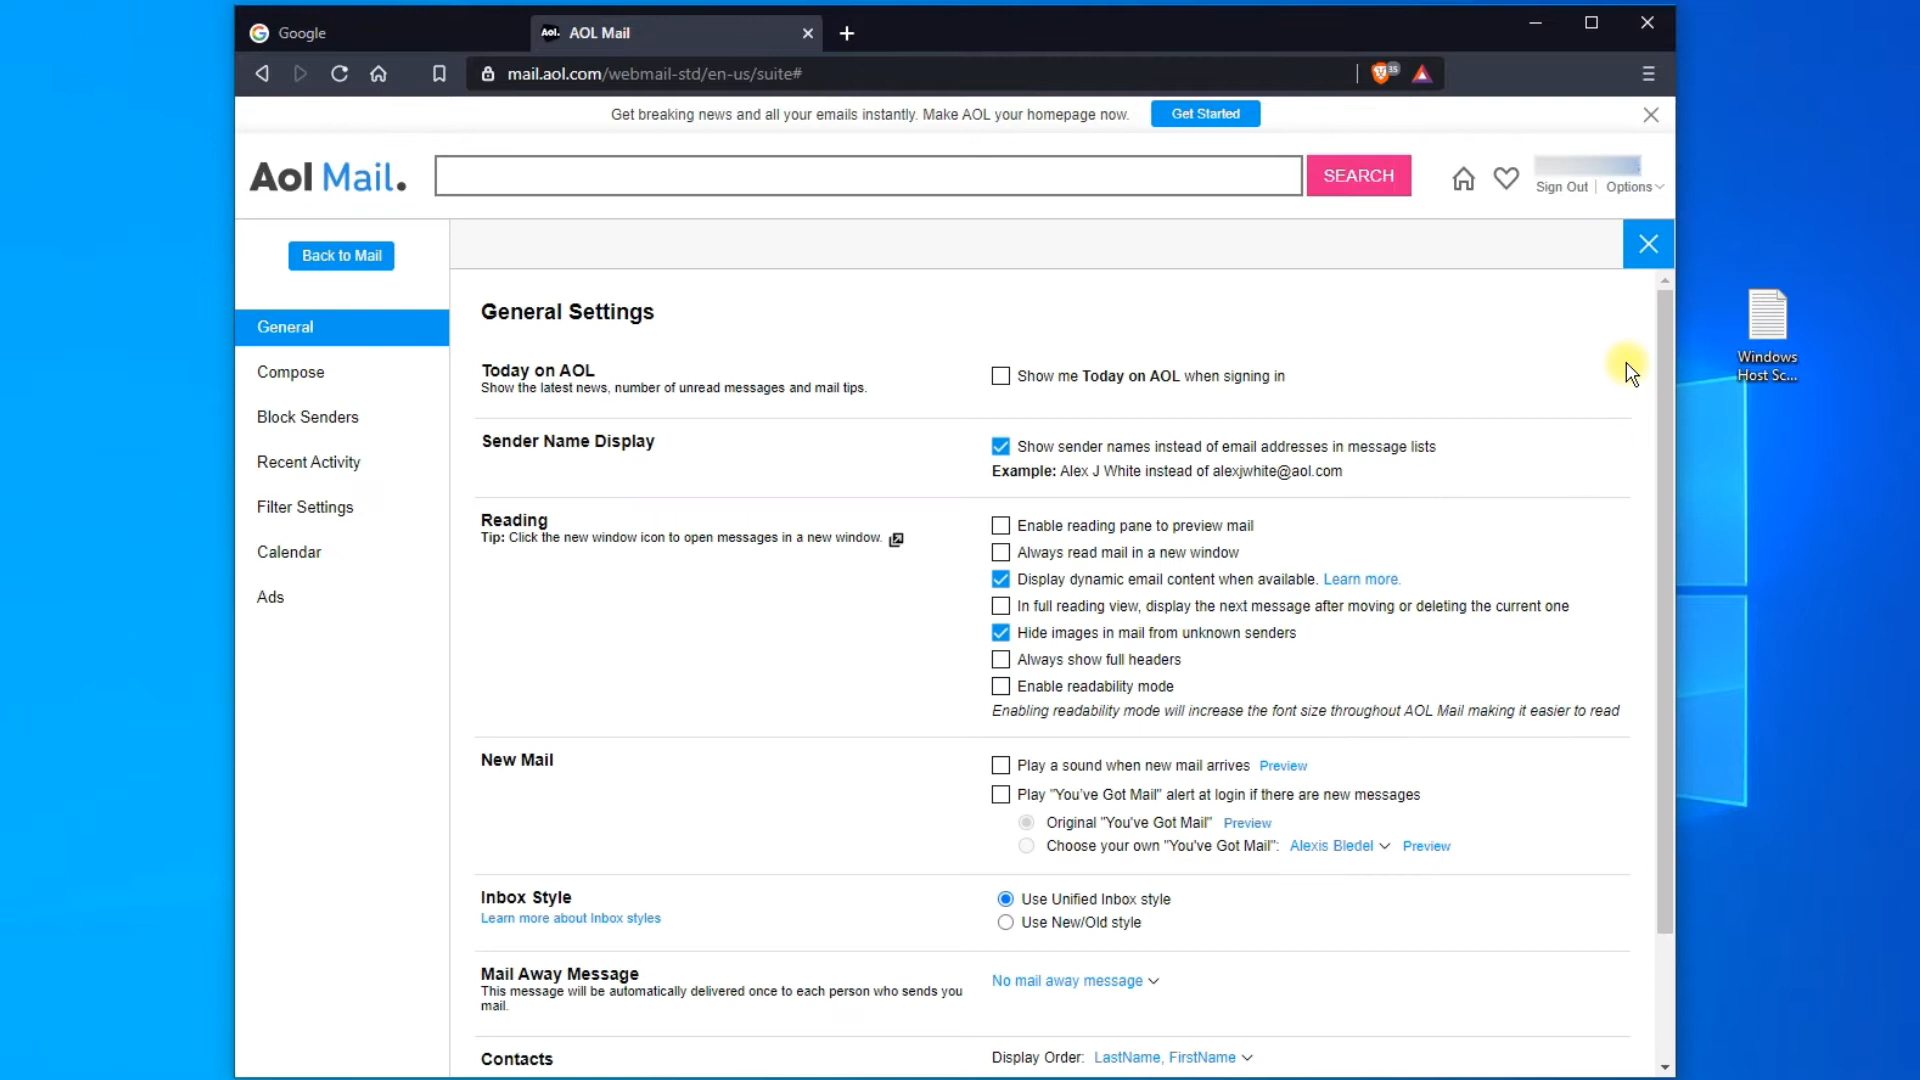 Google
Aol. AOL Mail
mail.aol.com/webmail-std/en-us/suite#
35
Get breaking news and all your emails instantly. Make AOL your homepage now.
Get Started
Aol Mail.
SEARCH
Sign Out | Options
Back to Mail
General
Compose
Block Senders
Recent Activity
Filter Settings
Calendar
Ads
General Settings
Today on AOL
Show the latest news, number of unread messages and mail tips.
Show me Today on AOL when signing in
Sender Name Display
Show sender names instead of email addresses in message lists
Example: Alex J White instead of alexjwhite@aol.com
Reading
Tip: Click the new window icon to open messages in a new window.
Enable reading pane to preview mail
Always read mail in a new window
Display dynamic email content when available. Learn more.
In full reading view, display the next message after moving or deleting the current one
Hide images in mail from unknown senders
Always show full headers
Enable readability mode
Enabling readability mode will increase the font size throughout AOL Mail making it easier to read
New Mail
Play a sound when new mail arrives Preview
Play "You've Got Mail" alert at login if there are new messages
Original "You've Got Mail" Preview
Choose your own "You've Got Mail": Alexis Bledel Preview
Inbox Style
Learn more about Inbox styles
Use Unified Inbox style
Use New/Old style
Mail Away Message
This message will be automatically delivered once to each person who sends you
mail.
No mail away message
Contacts
Display Order: LastName, FirstName
Windows
Host Sc...